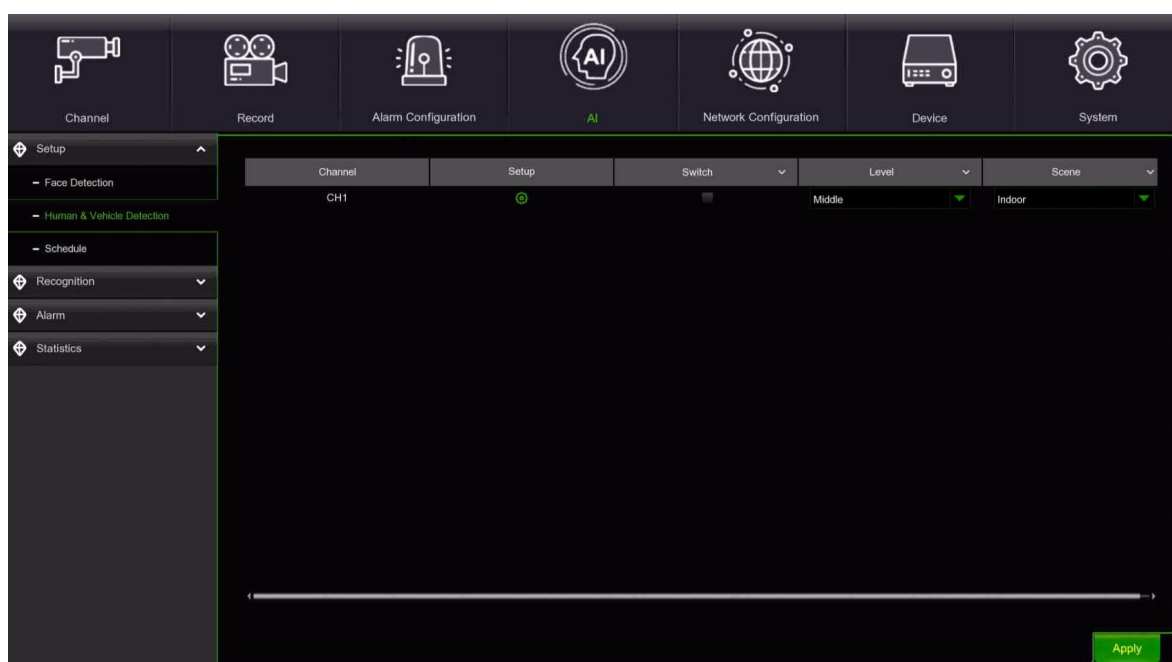 AI
Channel
Record
Alarm Configuration
AI
Network Configuration
Device
System
Setup
Face Detection
Human & Vehicle Detection
Schedule
Recognition
Alarm
Statistics
Channel Setup Switch Level Scene
CH1 Middle Indoor
Apply